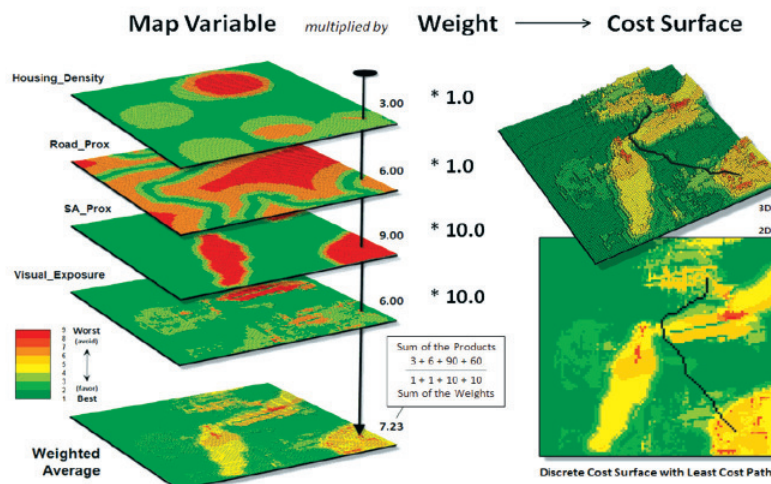 Map Variable multiplied by Weight Cost Surface
Housing_Density
3.00 * 1.0
Road_Prox
6.00 * 1.0
SA_Prox
9.00 * 10.0
Visual_Exposure
6.00 * 10.0
3D
2D
9 Worst
8 (avoid)
7
6
5
4
3 (favor)
2 Best
1
Sum of the Products
3 + 6 + 90 + 60
1 + 1 + 10 + 10
Sum of the Weights
7.23
Weighted
Average
Discrete Cost Surface with Least Cost Path